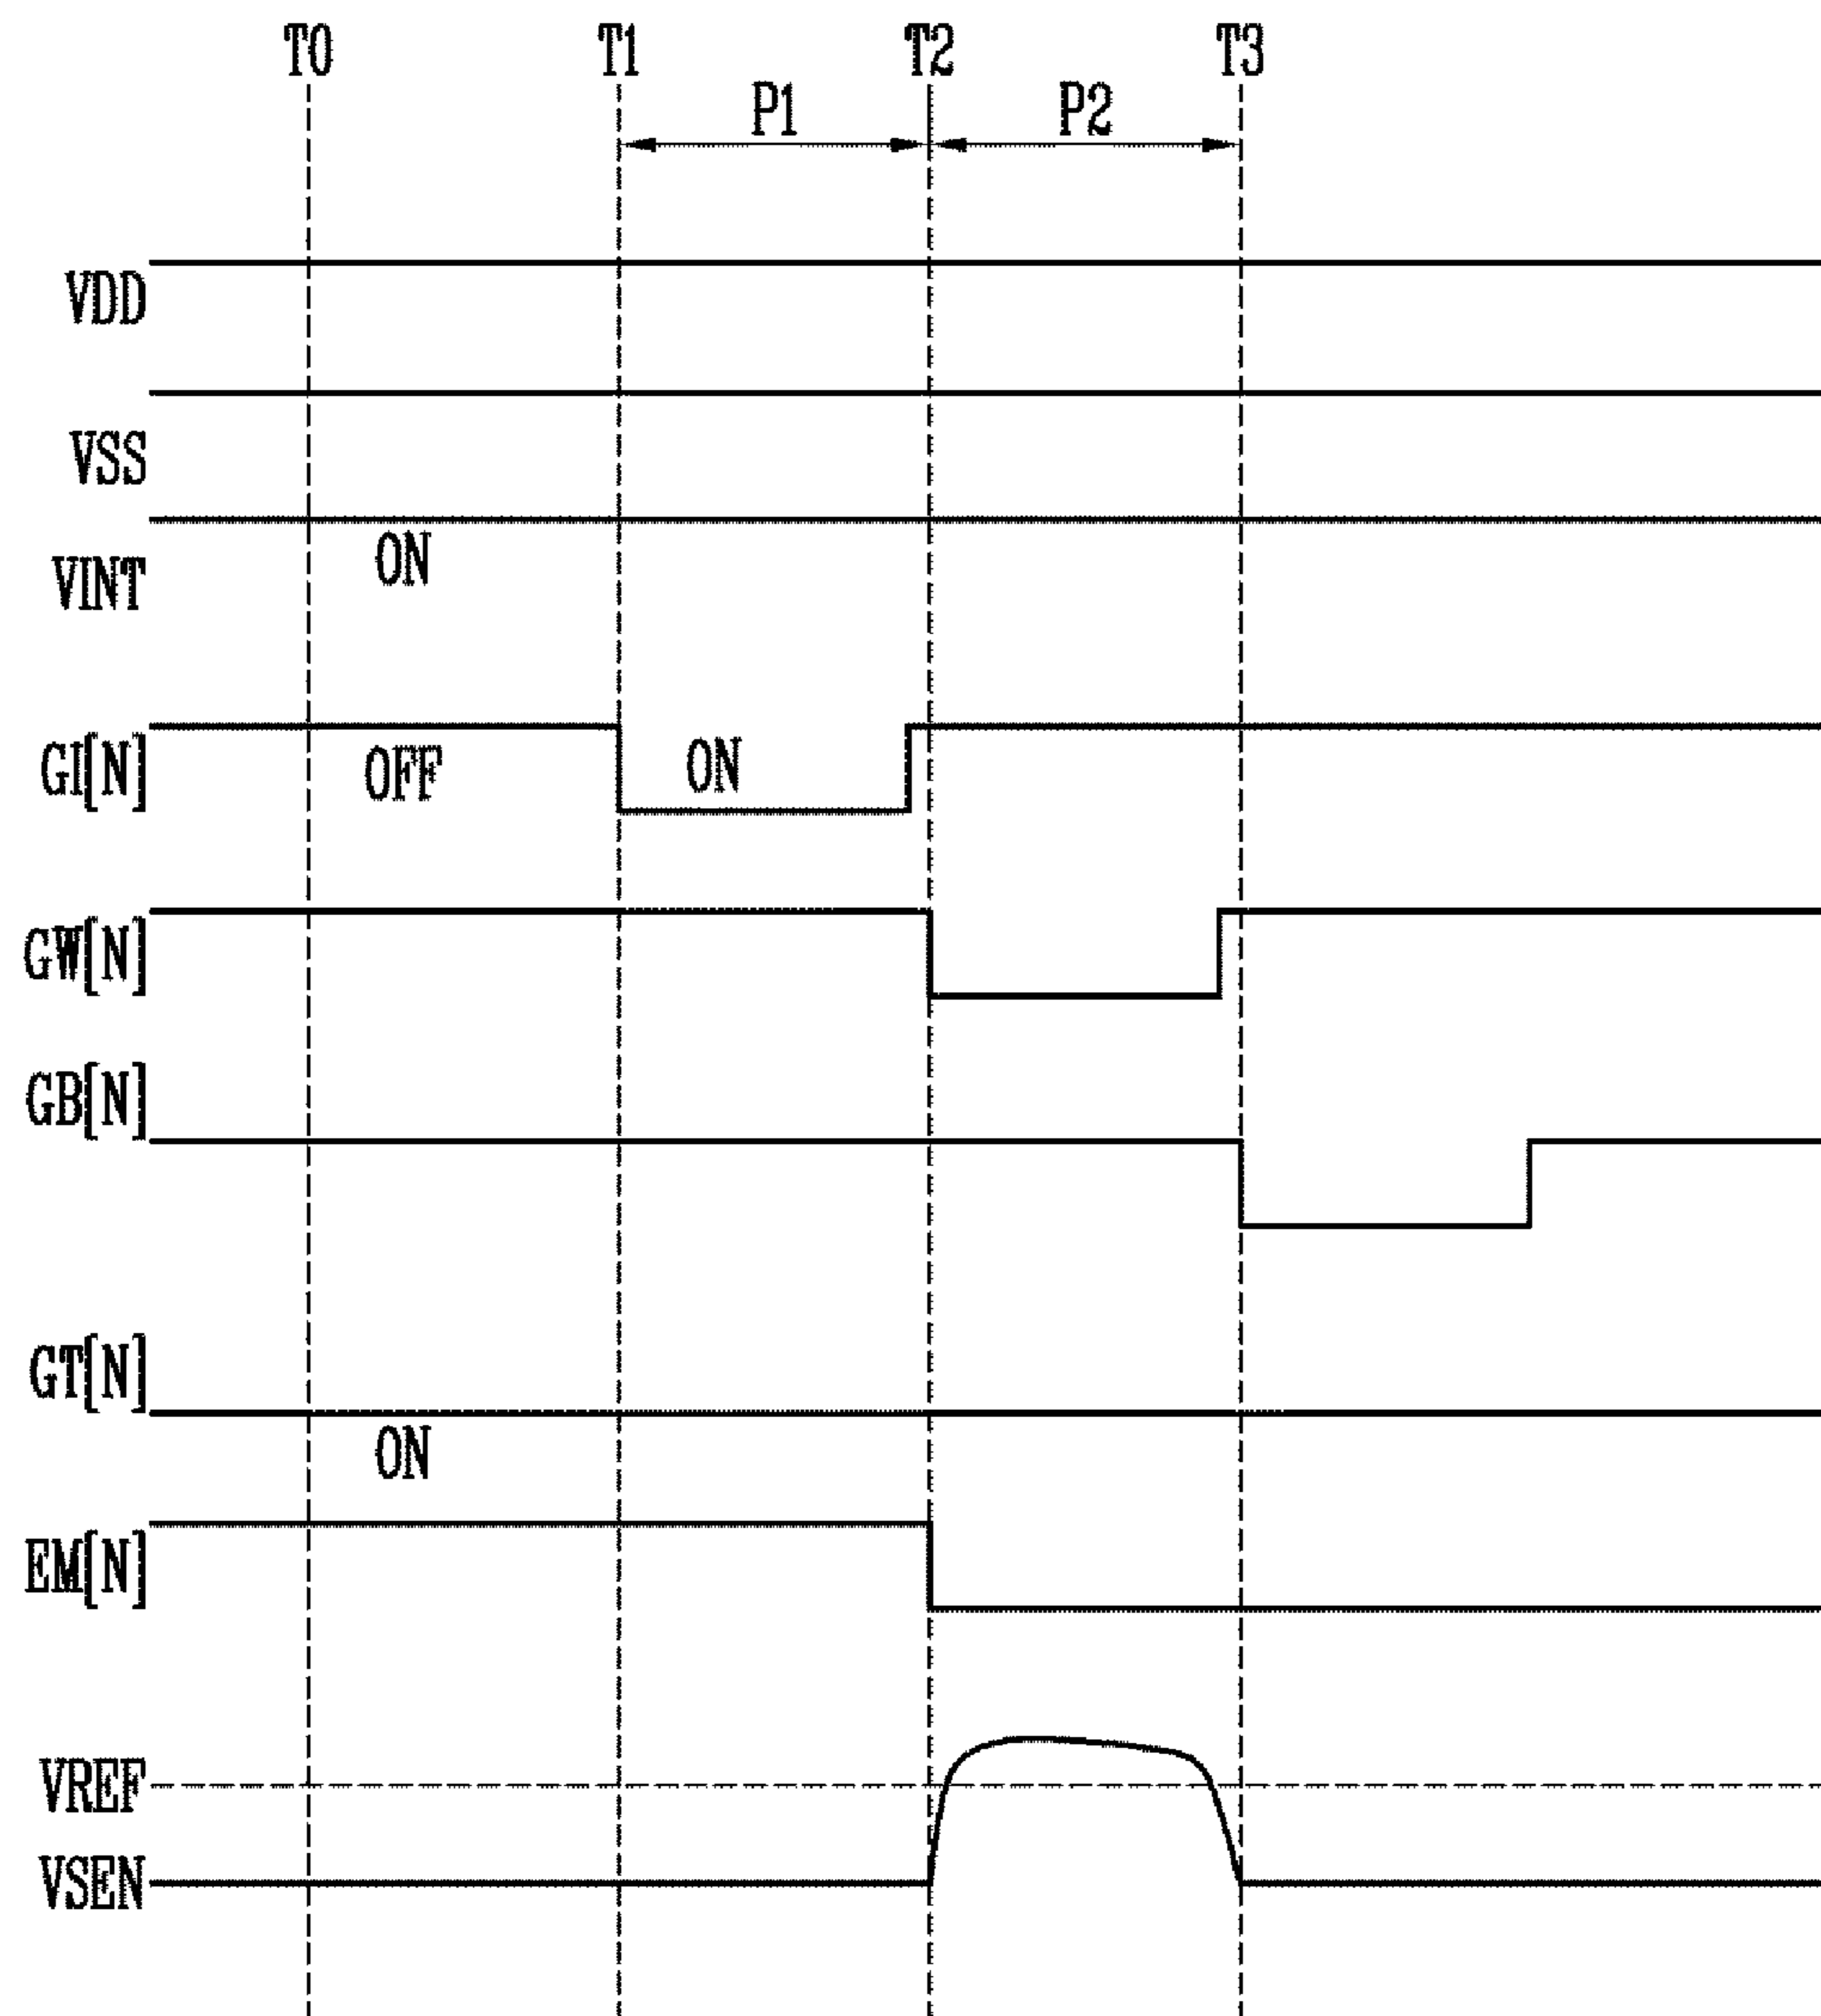 T0 T1 T2 T3
P1 P2
VDD
VSS
VINT ON
GI[N] OFF ON
GW[N]
GB[N]
GT[N]
ON
EM[N]
VREF
VSEN